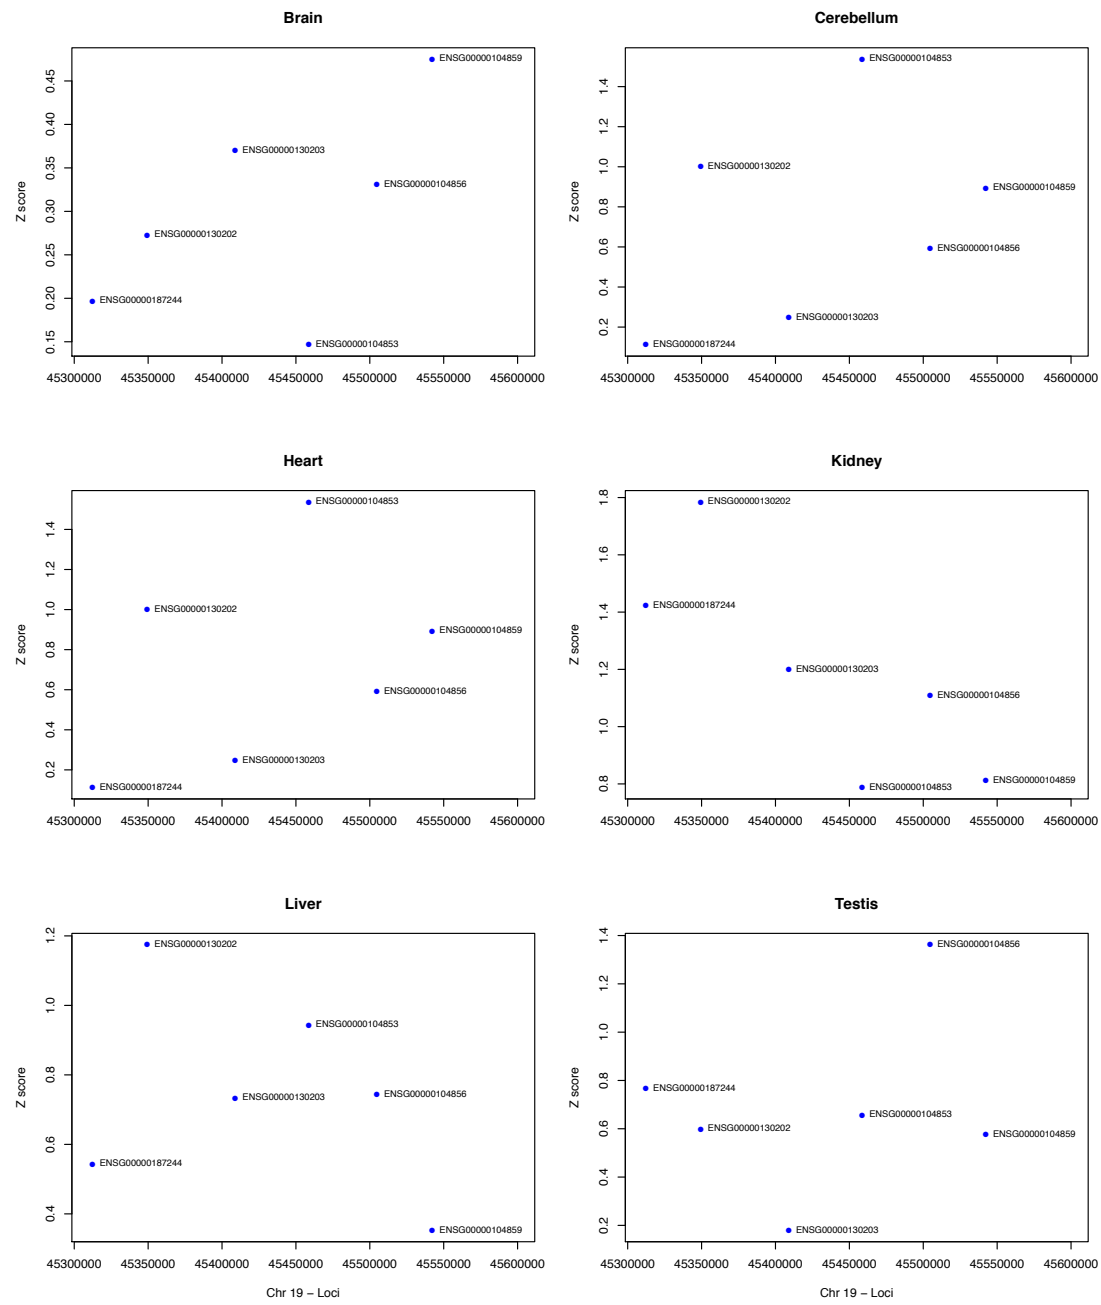 Brain
Z score
0.45
0.40
0.35
0.30
0.25
0.20
0.15
ENSG00000104859
ENSG00000130203
ENSG00000104856
ENSG00000130202
ENSG00000187244
ENSG00000104853
45300000 45350000 45400000 45450000 45500000 45550000 45600000
Cerebellum
Z score
1.4
1.2
1.0
0.8
0.6
0.4
0.2
ENSG00000104853
ENSG00000130202
ENSG00000104859
ENSG00000104856
ENSG00000130203
ENSG00000187244
45300000 45350000 45400000 45450000 45500000 45550000 45600000
Heart
Z score
1.4
1.2
1.0
0.8
0.6
0.4
0.2
ENSG00000104853
ENSG00000130202
ENSG00000104859
ENSG00000104856
ENSG00000130203
ENSG00000187244
45300000 45350000 45400000 45450000 45500000 45550000 45600000
Kidney
Z score
1.8
1.6
1.4
1.2
1.0
0.8
ENSG00000130202
ENSG00000187244
ENSG00000130203
ENSG00000104856
ENSG00000104859
ENSG00000104853
45300000 45350000 45400000 45450000 45500000 45550000 45600000
Liver
Z score
1.2
1.0
0.8
0.6
0.4
ENSG00000130202
ENSG00000104853
ENSG00000104856
ENSG00000130203
ENSG00000187244
ENSG00000104859
45300000 45350000 45400000 45450000 45500000 45550000 45600000
Chr 19 − Loci
Testis
Z score
1.4
1.2
1.0
0.8
0.6
0.4
0.2
ENSG00000104856
ENSG00000187244
ENSG00000104853
ENSG00000130202
ENSG00000104859
ENSG00000130203
45300000 45350000 45400000 45450000 45500000 45550000 45600000
Chr 19 − Loci